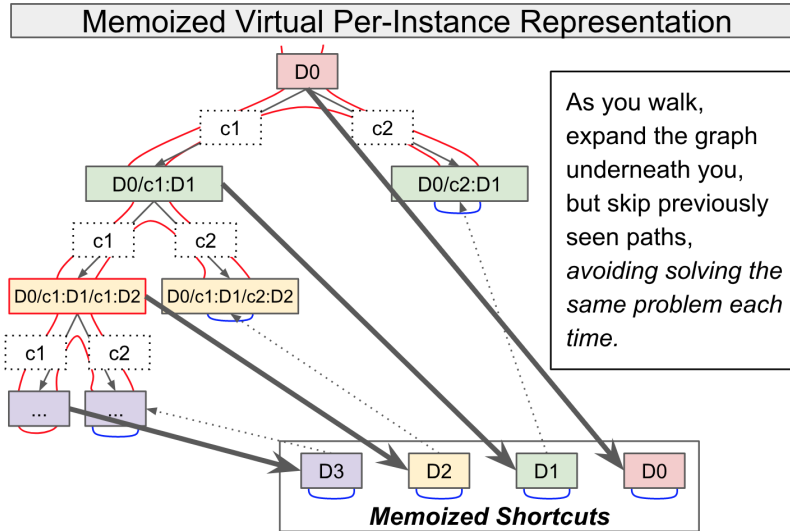 Memoized Virtual Per-Instance Representation
D0
c1
c2
D0/c1:D1
D0/c2:D1
c1
c2
D0/c1:D1/c1:D2
D0/c1:D1/c2:D2
c1
c2
...
...
As you walk,
expand the graph
underneath you,
but skip previously
seen paths,
avoiding solving the
same problem each
time.
D3
D2
D1
D0
Memoized Shortcuts